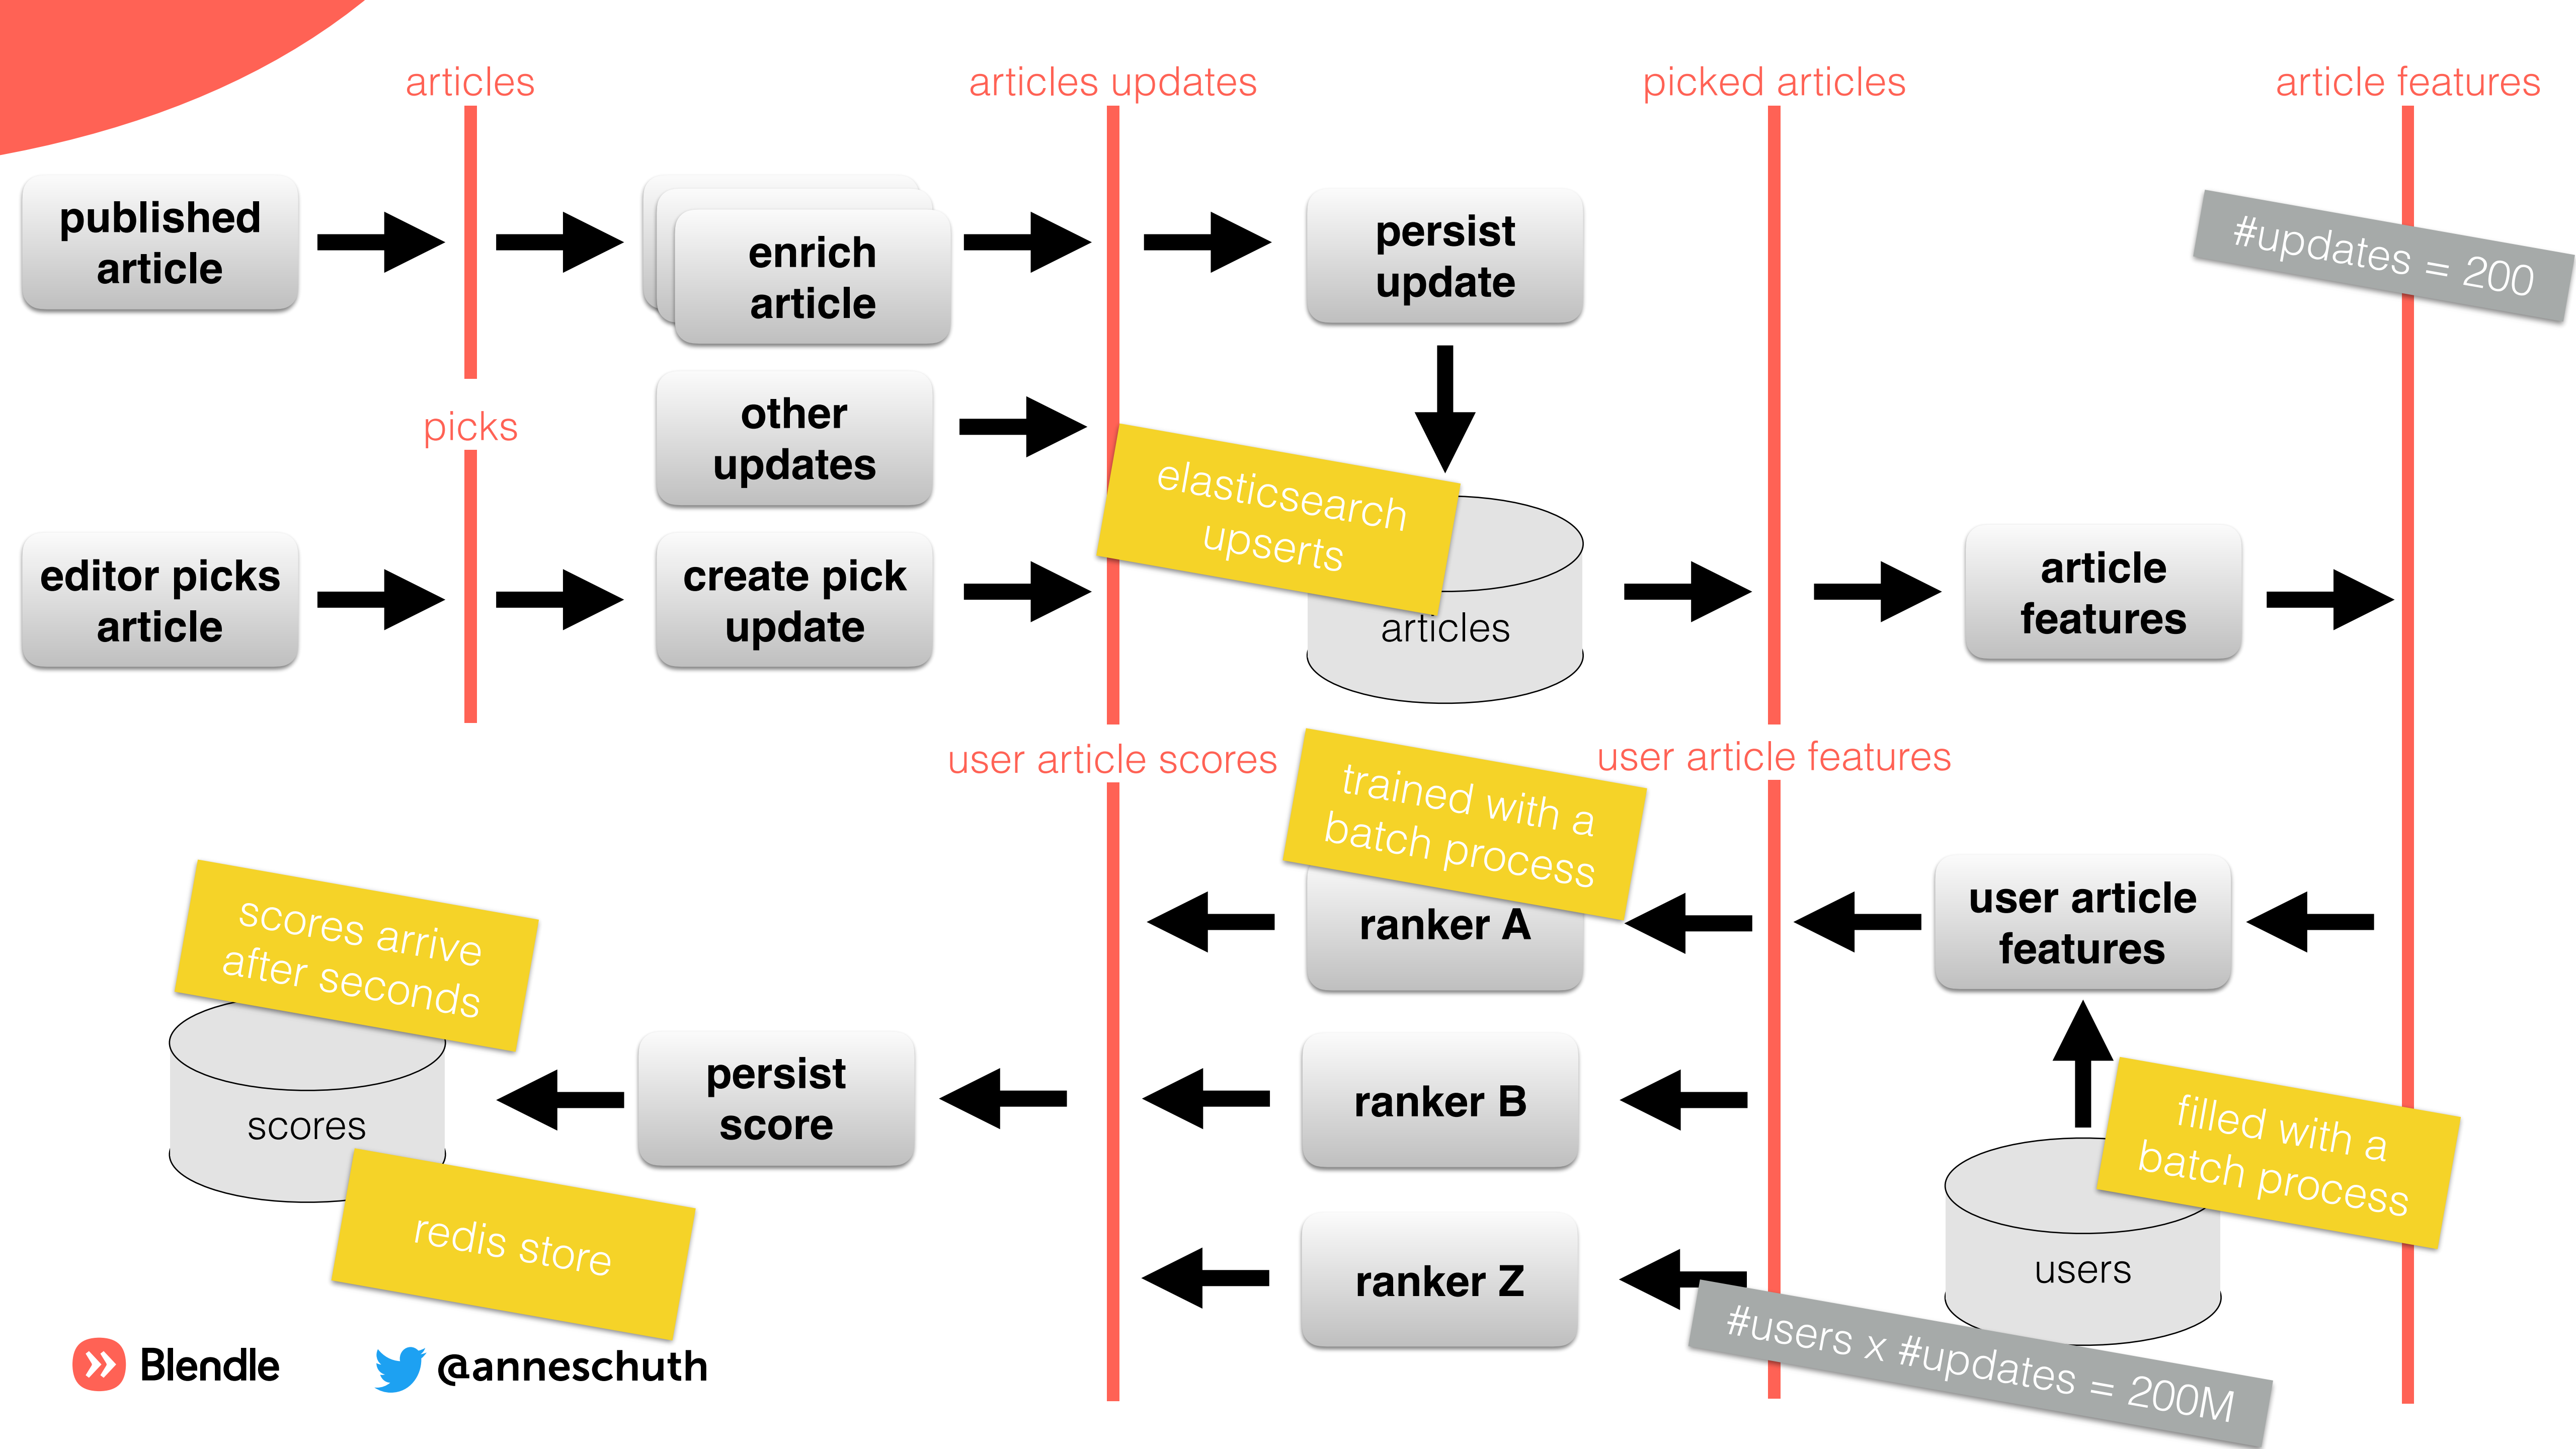 articles
articles updates
picked articles
article features
published
article
enrich
article
persist
update
#updates = 200
picks
other
updates
elasticsearch
upserts
editor picks
article
create pick
update
articles
article
features
user article scores
user article features
trained with a
batch process
scores arrive
after seconds
ranker A
user article
features
scores
persist
score
ranker B
filled with a
batch process
redis store
ranker Z
users
#users x #updates = 200M
Blendle
@anneschuth